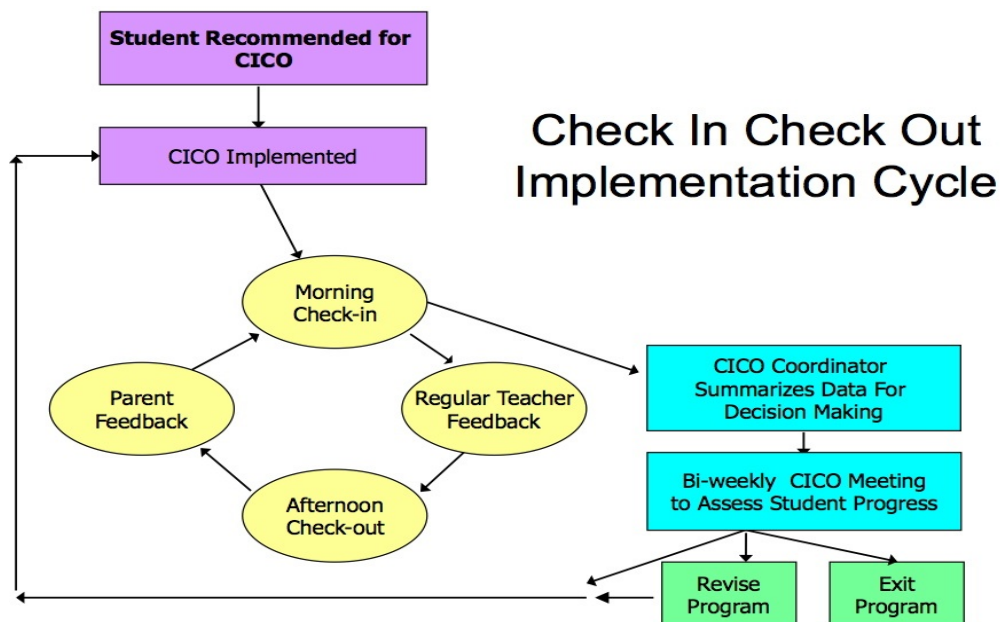 Student Recommended for
CICO
CICO Implemented
Check In Check Out
Implementation Cycle
Morning
Check-in
Parent
Feedback
Regular Teacher
Feedback
Afternoon
Check-out
CICO Coordinator
Summarizes Data For
Decision Making
Bi-weekly CICO Meeting
to Assess Student Progress
Revise
Program
Exit
Program